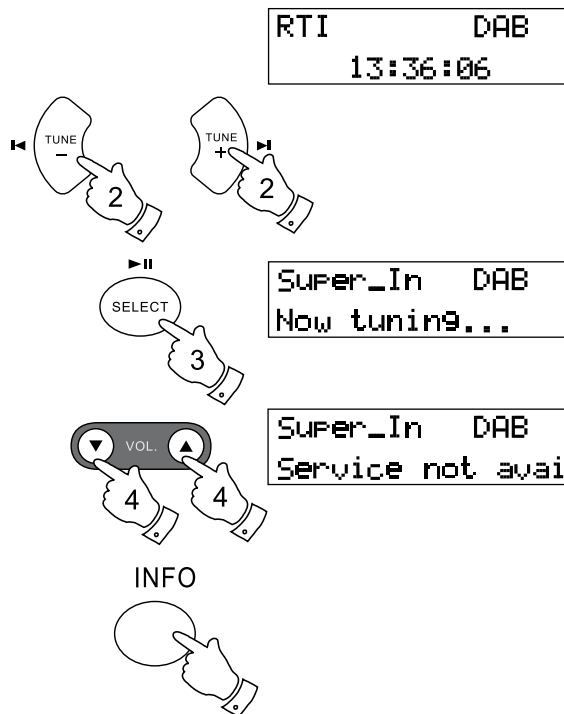 RTI DAB
13:36:06
TUNE
–
TUNE
+
2
2
SELECT
3
Super_In DAB
Now tuning...
VOL.
4
4
Super_In DAB
Service not avai
INFO